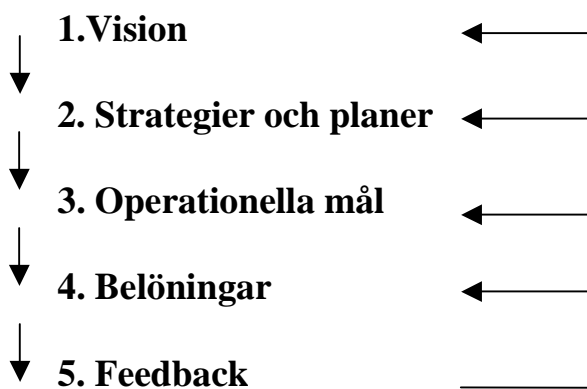 1.Vision
2. Strategier och planer
3. Operationella mål
4. Belöningar
5. Feedback